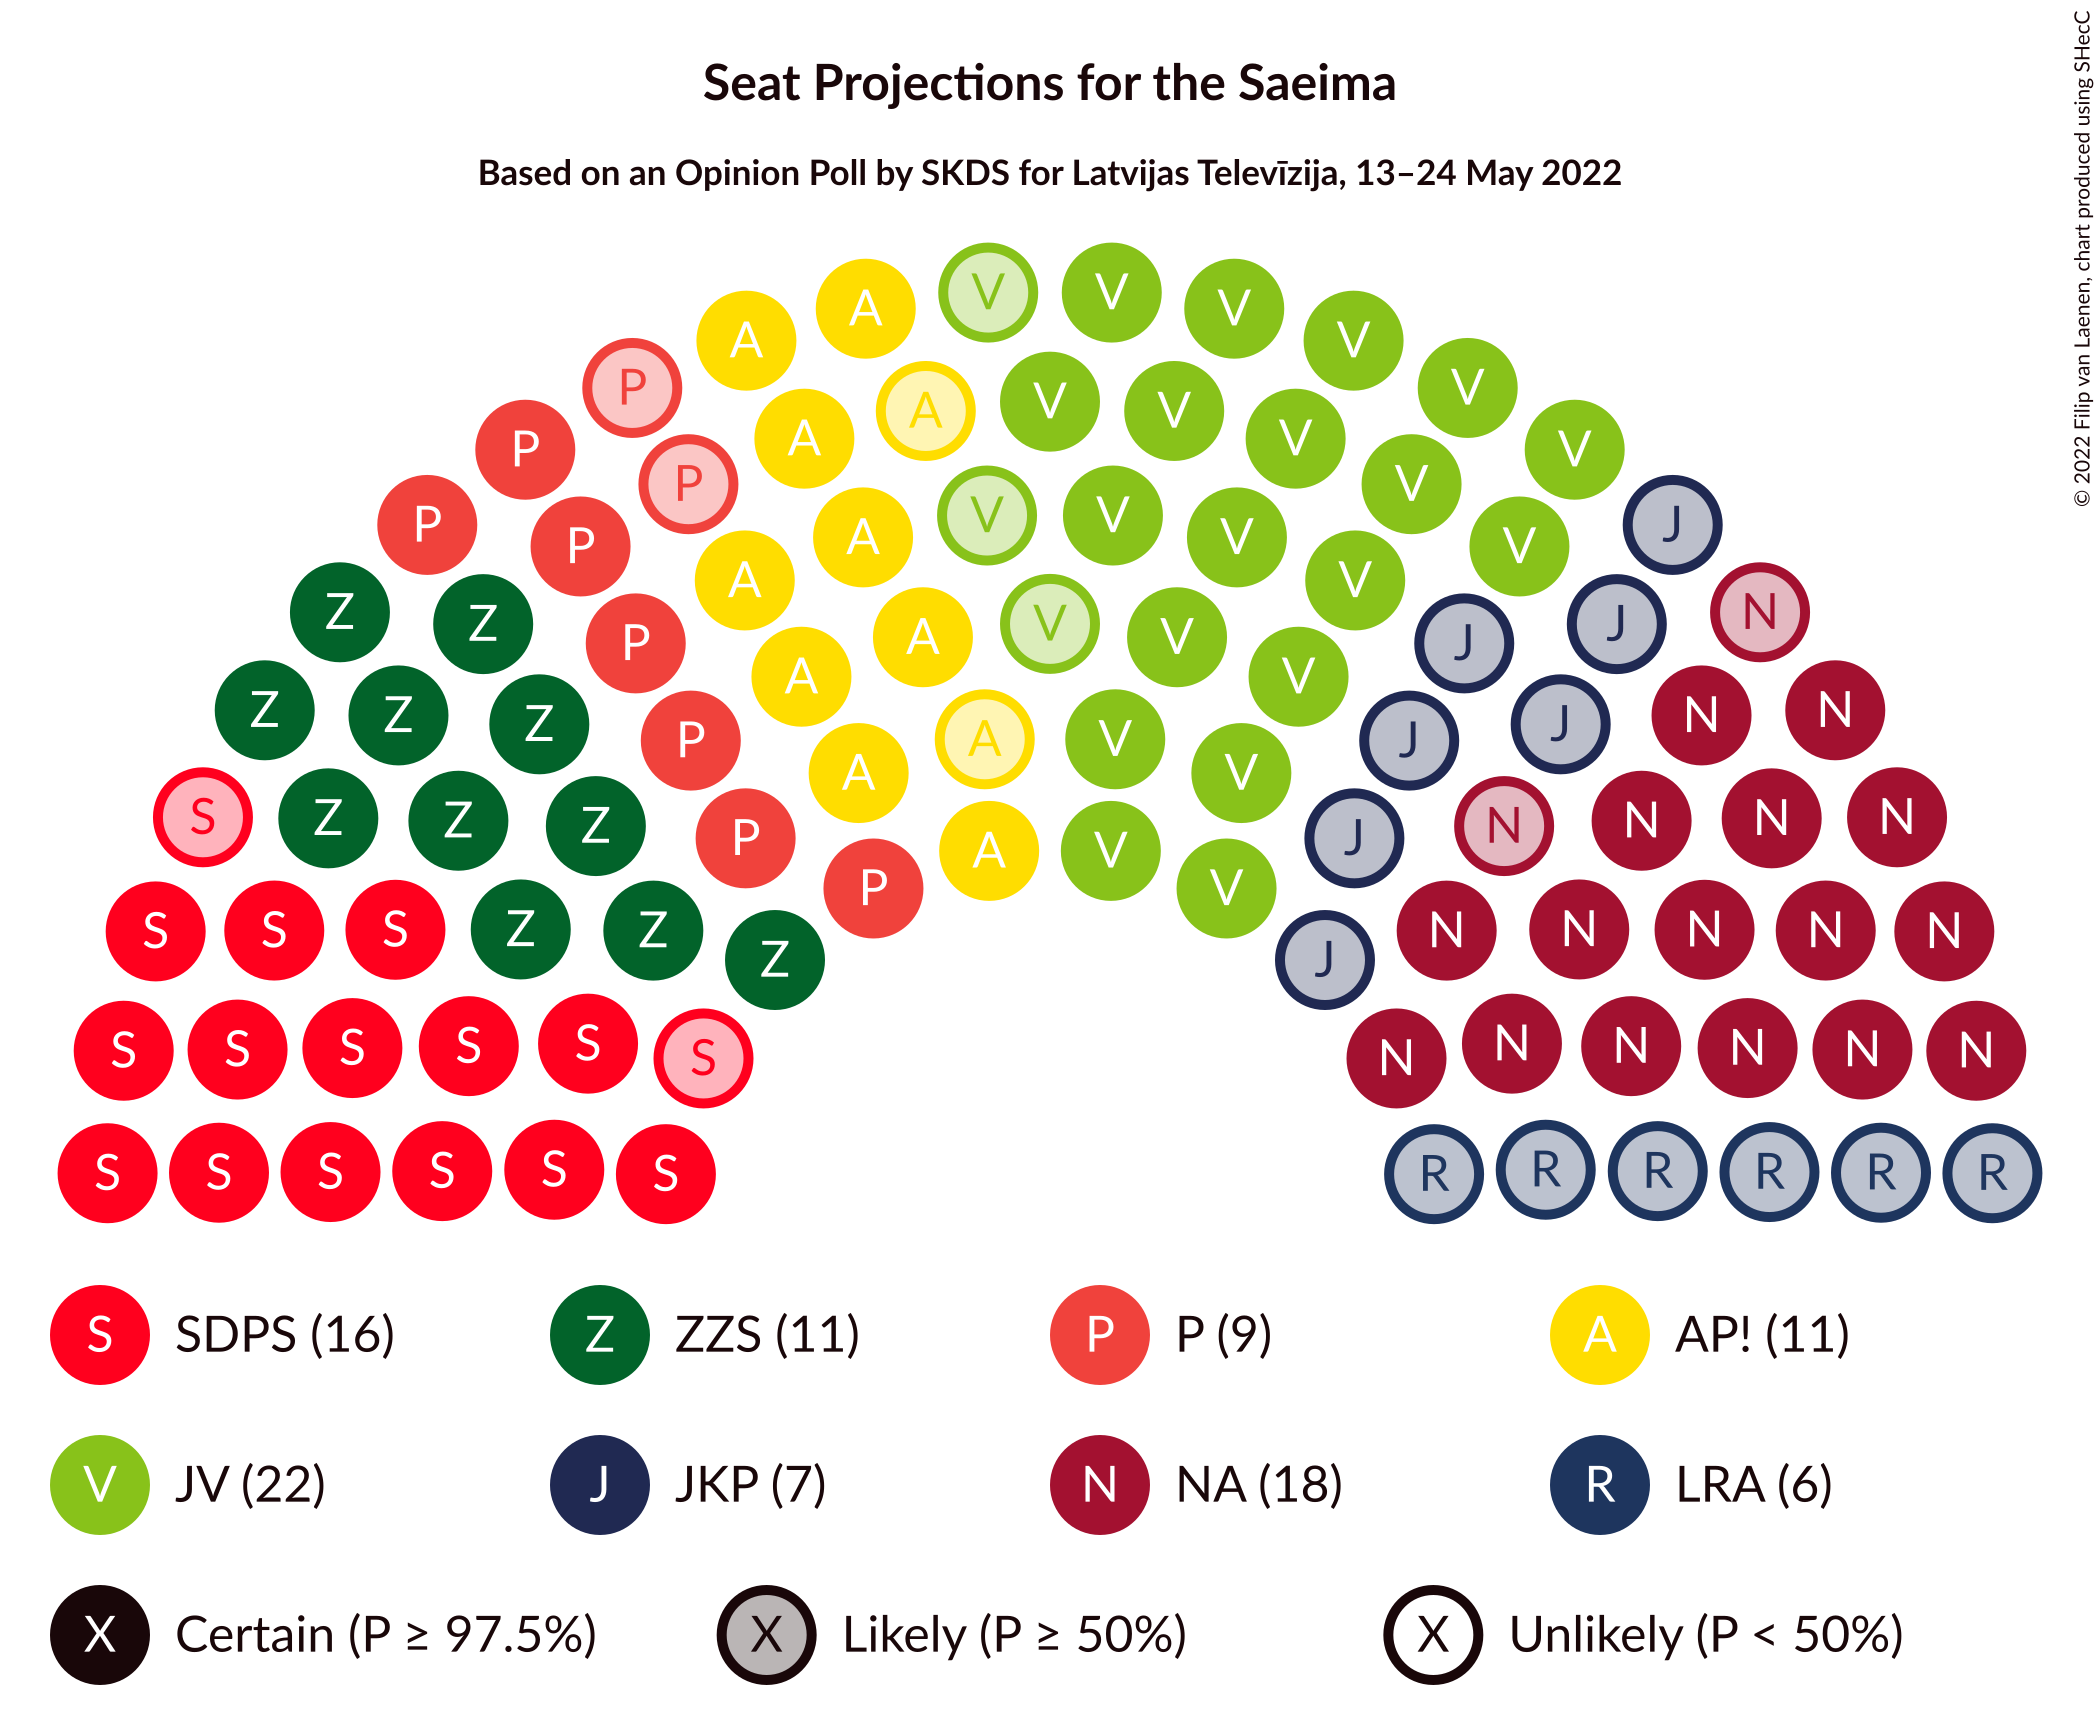 Seat Projections for the Saeima
Based on an Opinion Poll by SKDS for Latvijas Televīzija, 13–24 May 2022
© 2022 Filip van Laenen, chart produced using SHecC
V V
A V
A V
P A V V
A V V
P V V
P A V V
P V J
P A V
Z A V J N
Z P A V J J
Z A V N N
Z Z P A A V J J N
S Z Z Z P A V V J N N N N
P V
S S S Z Z Z V J N N N N N
S S S S S S N N N N N N
S S S S S S R R R R R R
S SDPS (16) Z ZZS (11) P P (9) A AP! (11)
V JV (22) J JKP (7) N NA (18) R LRA (6)
X Certain (P ≥ 97.5%) X Likely (P ≥ 50%) X Unlikely (P < 50%)